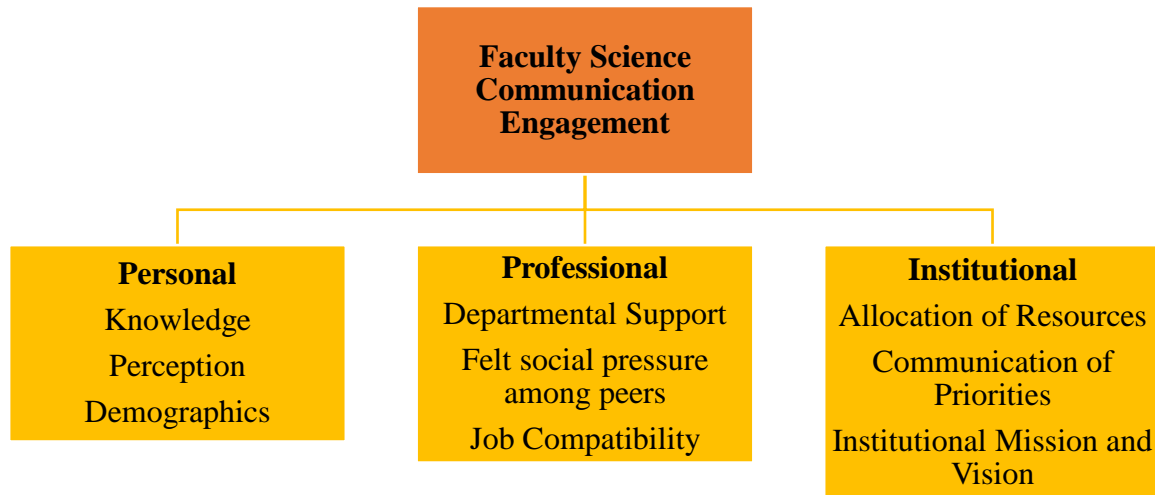 Faculty Science
Communication
Engagement
Personal
Knowledge
Perception
Demographics
Professional
Departmental Support
Felt social pressure
among peers
Job Compatibility
Institutional
Allocation of Resources
Communication of
Priorities
Institutional Mission and
Vision